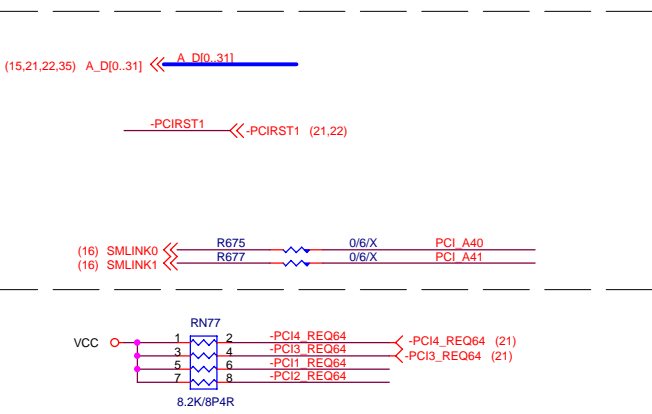 A_D[0..31]
(15,21,22,35) A_D[0..31]
-PCIRST1
-PCIRST1 (21,22)
R675 0/6/X PCI_A40
(16) SMLINK0
R677 0/6/X PCI_A41
(16) SMLINK1
RN77
VCC 1 2 -PCI4_REQ64 -PCI4_REQ64 (21)
3 4 -PCI3_REQ64 -PCI3_REQ64 (21)
5 6 -PCI1_REQ64
7 8 -PCI2_REQ64
8.2K/8P4R